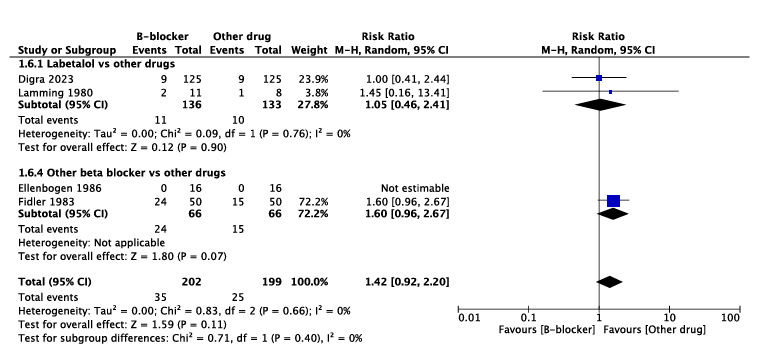 B-blocker Other drug Risk Ratio Risk Ratio
Study or Subgroup Events Total Events Total Weight M-H, Random, 95% CI M-H, Random, 95% CI
1.6.1 Labetalol vs other drugs
Digra 2023 9 125 9 125 23.9% 1.00 [0.41, 2.44]
Lamming 1980 2 11 1 8 3.8% 1.45 [0.16, 13.41]
Subtotal (95% CI) 136 133 27.8% 1.05 [0.46, 2.41]
Total events 11 10
Heterogeneity: Tau² = 0.00; Chi² = 0.09, df = 1 (P = 0.76); I² = 0%
Test for overall effect: Z = 0.12 (P = 0.90)
1.6.4 Other beta blocker vs other drugs
Ellenbogen 1986 0 16 0 16 Not estimable
Fidler 1983 24 50 15 50 72.2% 1.60 [0.96, 2.67]
Subtotal (95% CI) 66 66 72.2% 1.60 [0.96, 2.67]
Total events 24 15
Heterogeneity: Not applicable
Test for overall effect: Z = 1.80 (P = 0.07)
Total (95% CI) 202 199 100.0% 1.42 [0.92, 2.20]
Total events 35 25
Heterogeneity: Tau² = 0.00; Chi² = 0.83, df = 2 (P = 0.66); I² = 0%
Test for overall effect: Z = 1.59 (P = 0.11)
Test for subgroup differences: Chi² = 0.71, df = 1 (P = 0.40), I² = 0%
0.01 0.1 1 10 100
Favours [B-blocker] Favours [Other drug]